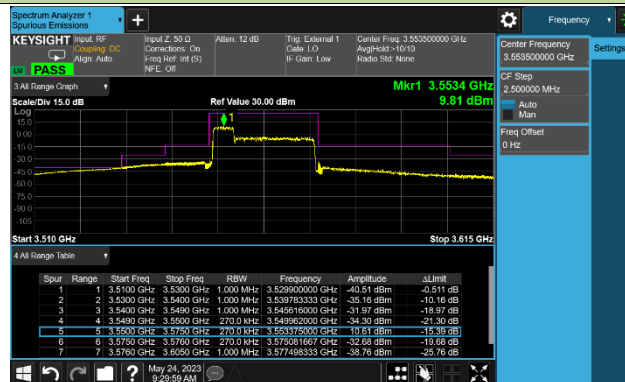 Spectrum Analyzer 1
Spurious Emissions
Frequency
KEYSIGHT Input: RF
Coupling: DC
Align: Auto
Input Z: 50 Ω
Corrections: On
Freq Ref: Int (S)
NFE: Off
Atten: 12 dB
Trig: External 1
Gate: LO
IF Gain: Low
Center Freq: 3.553500000 GHz
Avg|Hold:>10/10
Radio Std: None
LM PASS
Center Frequency
3.553500000 GHz
Settings
CF Step
2.500000 MHz
Auto
Man
Freq Offset
0 Hz
3 All Range Graph
Mkr1 3.5534 GHz
Scale/Div 15.0 dB
Ref Value 30.00 dBm
9.81 dBm
Log
1
15.0
0.00
-15.0
-30.0
-45.0
-60.0
-75.0
-90.0
-105
Start 3.510 GHz
Stop 3.615 GHz
4 All Range Table
Spur Range Start Freq Stop Freq RBW Frequency Amplitude ΔLimit
1 1 3.5100 GHz 3.5300 GHz 1.000 MHz 3.529900000 GHz -40.51 dBm -0.511 dB
2 2 3.5300 GHz 3.5400 GHz 1.000 MHz 3.539783333 GHz -35.16 dBm -10.16 dB
3 3 3.5400 GHz 3.5490 GHz 1.000 MHz 3.545616000 GHz -31.97 dBm -18.97 dB
4 4 3.5490 GHz 3.5500 GHz 270.0 kHz 3.549962000 GHz -34.30 dBm -21.30 dB
5 5 3.5500 GHz 3.5750 GHz 270.0 kHz 3.553375000 GHz 10.61 dBm -15.39 dB
6 6 3.5750 GHz 3.5760 GHz 270.0 kHz 3.575081667 GHz -32.68 dBm -19.68 dB
7 7 3.5760 GHz 3.6050 GHz 1.000 MHz 3.577498333 GHz -38.76 dBm -25.76 dB
May 24, 2023
9:29:59 AM